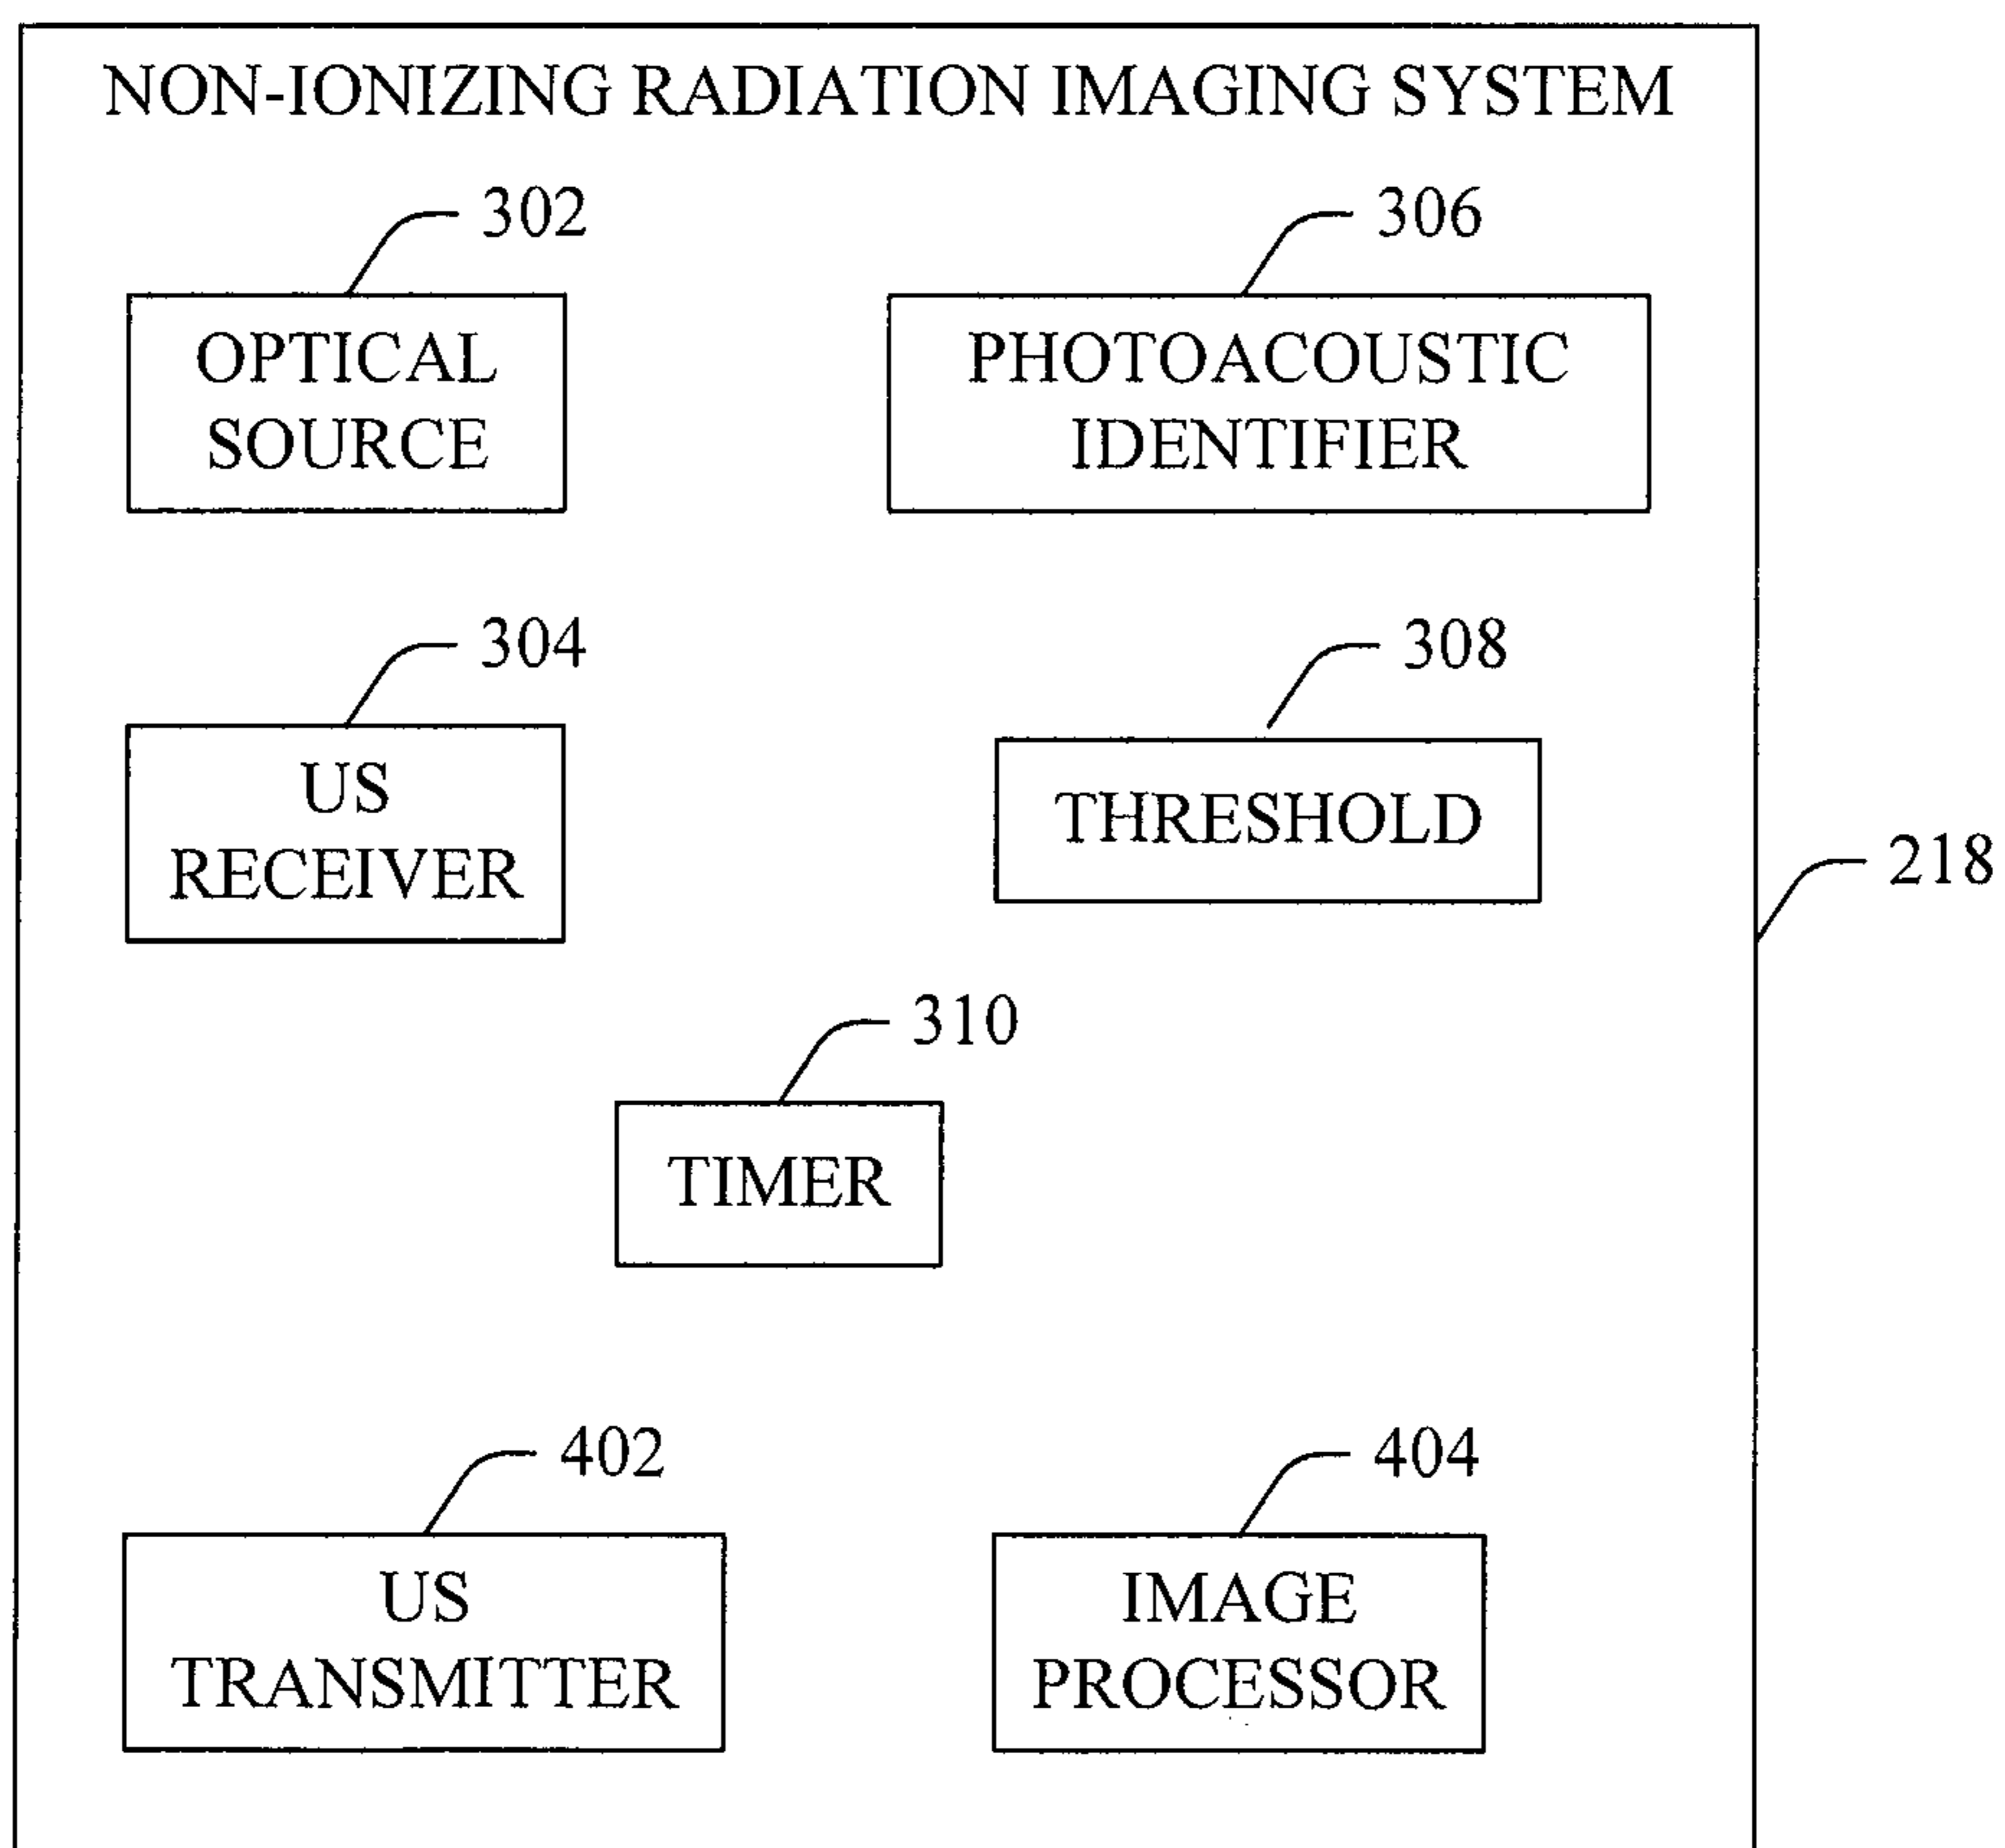 NON-IONIZING RADIATION IMAGING SYSTEM
302
306
OPTICAL
SOURCE
PHOTOACOUSTIC
IDENTIFIER
304
308
US
RECEIVER
THRESHOLD
218
310
TIMER
402
404
US
TRANSMITTER
IMAGE
PROCESSOR